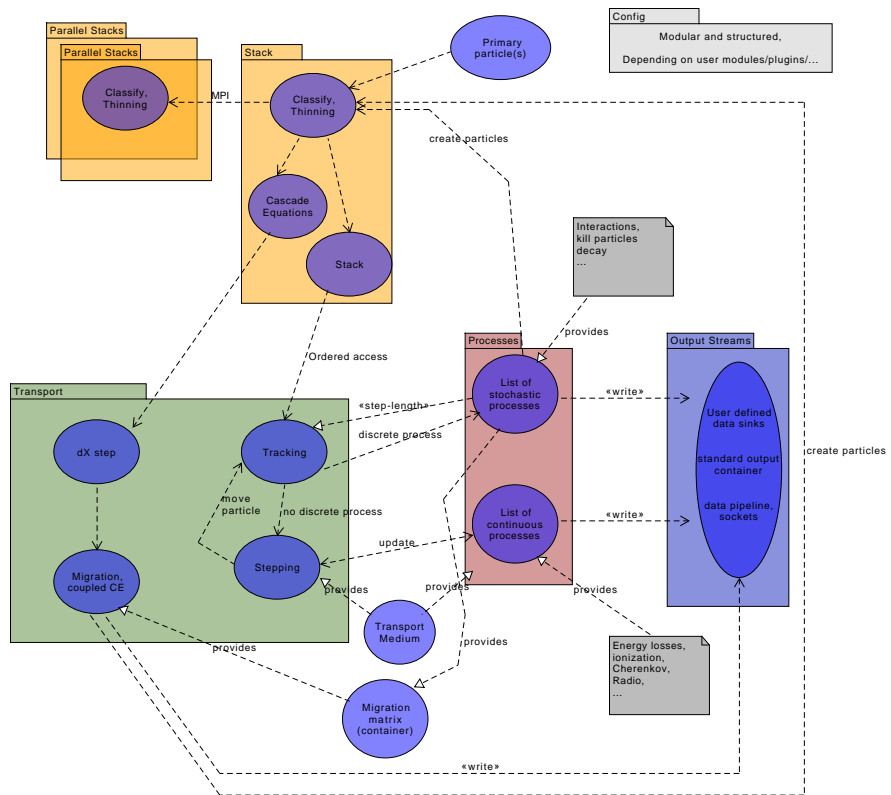 Parallel Stacks
Parallel Stacks
Classify,
Thinning
MPI
Stack
Classify,
Thinning
Cascade
Equations
Stack
Primary
particle(s)
Config
Modular and structured,
Depending on user modules/plugins/...
create particles
Interactions,
kill particles
decay
...
provides
Ordered access
Processes
List of
stochastic
processes
List of
continuous
processes
«step-length»
discrete process
«write»
«write»
Output Streams
User defined
data sinks
standard output
container
data pipeline,
sockets
create particles
Transport
dX step
Tracking
move
particle
no discrete process
Migration,
coupled CE
Stepping
update
provides
provides
Transport
Medium
provides
provides
provides
Migration
matrix
(container)
Energy losses,
ionization,
Cherenkov,
Radio,
...
«write»